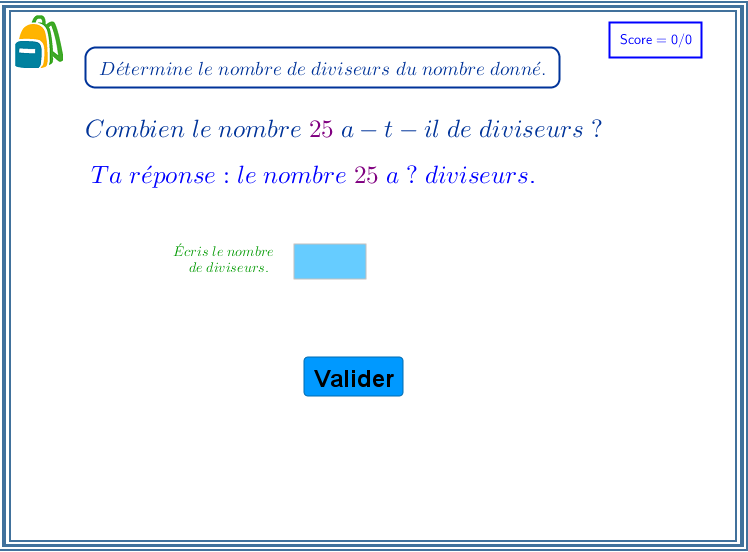 Score = 0/0
Détermine le nombre de diviseurs du nombre donné.
Combien le nombre 25 a − t − il de diviseurs ?
Ta réponse : le nombre 25 a ? diviseurs.
Écris le nombre
de diviseurs.
Valider